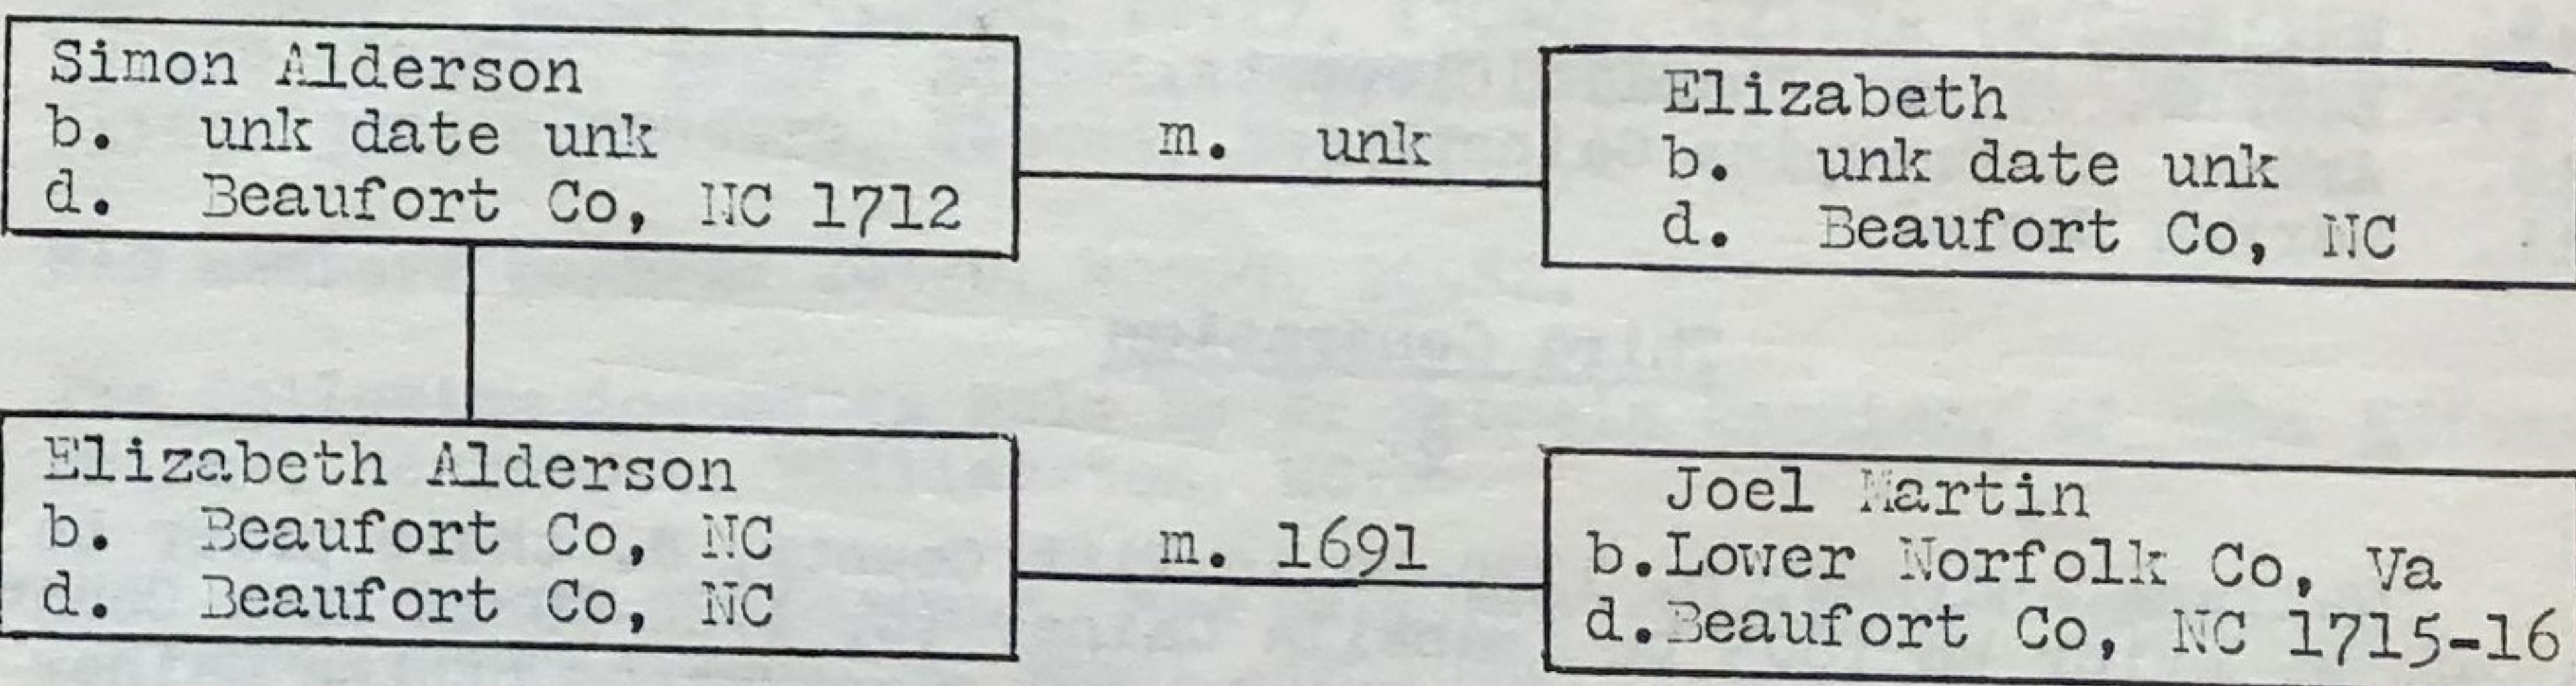 Simon Alderson
b. unk date unk
d. Beaufort Co, NC 1712
m. unk
Elizabeth
b. unk date unk
d. Beaufort Co, NC
Elizabeth Alderson
b. Beaufort Co, NC
d. Beaufort Co, NC
m. 1691
Joel Martin
b.Lower Norfolk Co, Va
d.Beaufort Co, NC 1715-16